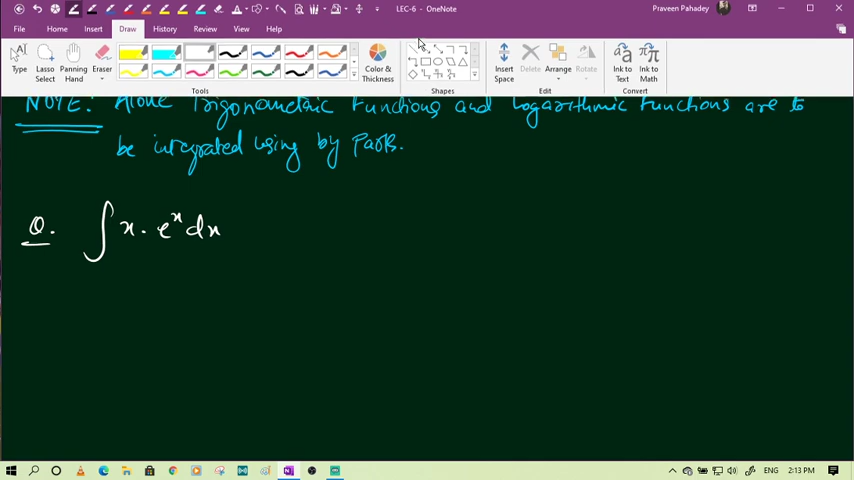 LEC-6 - OneNote
Praveen Pahadey
File Home Insert Draw History Review View Help
Type Lasso Select Panning Hand Eraser Color & Thickness Insert Space Delete Arrange Rotate Ink to Text Ink to Math
Tools Shapes Edit Convert
NOTE: Alone Trigonometric Functions and Logarithmic Functions are to
be integrated using by Parts.
Q. ∫ x · e^x dx
ENG 2:13 PM